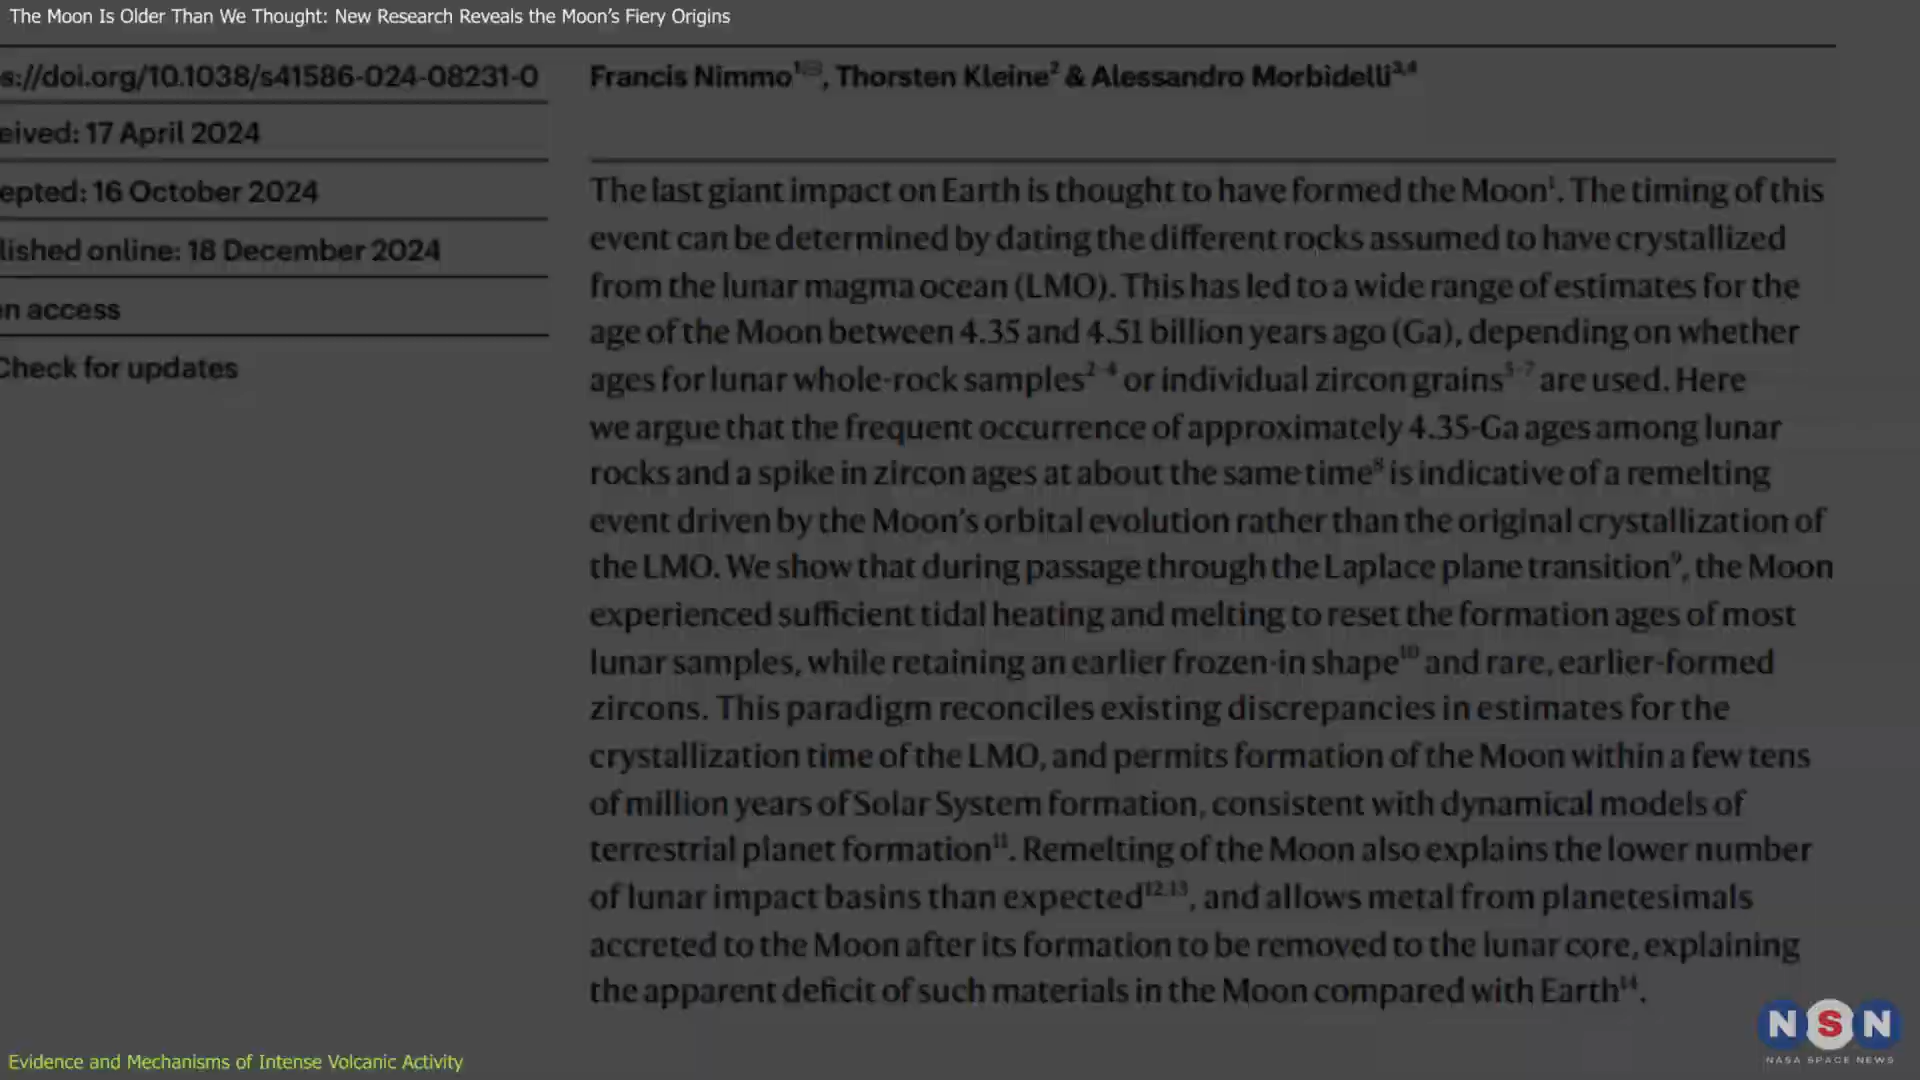 The Moon Is Older Than We Thought: New Research Reveals the Moon's Fiery Origins
s://doi.org/10.1038/s41586-024-08231-0
eived: 17 April 2024
epted: 16 October 2024
lished online: 18 December 2024
n access
Check for updates
Francis Nimmo1✉, Thorsten Kleine2 & Alessandro Morbidelli3,4
The last giant impact on Earth is thought to have formed the Moon1. The timing of this
event can be determined by dating the different rocks assumed to have crystallized
from the lunar magma ocean (LMO). This has led to a wide range of estimates for the
age of the Moon between 4.35 and 4.51 billion years ago (Ga), depending on whether
ages for lunar whole-rock samples2-4 or individual zircon grains5-7 are used. Here
we argue that the frequent occurrence of approximately 4.35-Ga ages among lunar
rocks and a spike in zircon ages at about the same time8 is indicative of a remelting
event driven by the Moon's orbital evolution rather than the original crystallization of
the LMO. We show that during passage through the Laplace plane transition9, the Moon
experienced sufficient tidal heating and melting to reset the formation ages of most
lunar samples, while retaining an earlier frozen-in shape10 and rare, earlier-formed
zircons. This paradigm reconciles existing discrepancies in estimates for the
crystallization time of the LMO, and permits formation of the Moon within a few tens
of million years of Solar System formation, consistent with dynamical models of
terrestrial planet formation11. Remelting of the Moon also explains the lower number
of lunar impact basins than expected12,13, and allows metal from planetesimals
accreted to the Moon after its formation to be removed to the lunar core, explaining
the apparent deficit of such materials in the Moon compared with Earth14.
NSN
NASA SPACE NEWS
Evidence and Mechanisms of Intense Volcanic Activity